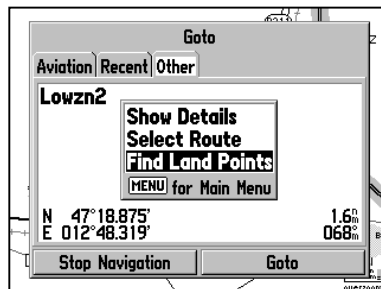 Goto
Aviation Recent Other
Lowzn2
Show Details
Select Route
Find Land Points
MENU for Main Menu
N 47°18.875' 1.6nm
E 012°48.319' 068°m
Stop Navigation Goto